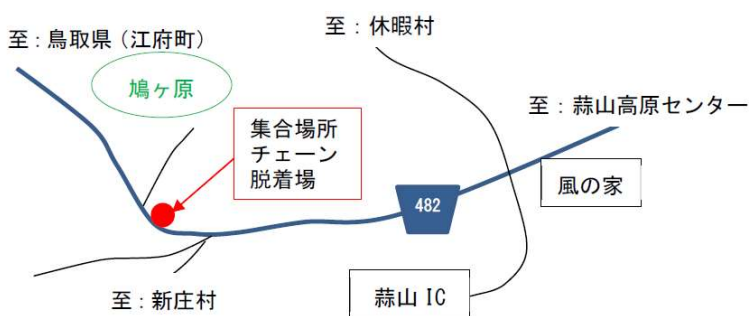 至：休暇村
至：鳥取県（江府町）
鳩ヶ原
至：蒜山高原センター
集合場所
チェーン
脱着場
風の家
482
至：新庄村
蒜山 IC